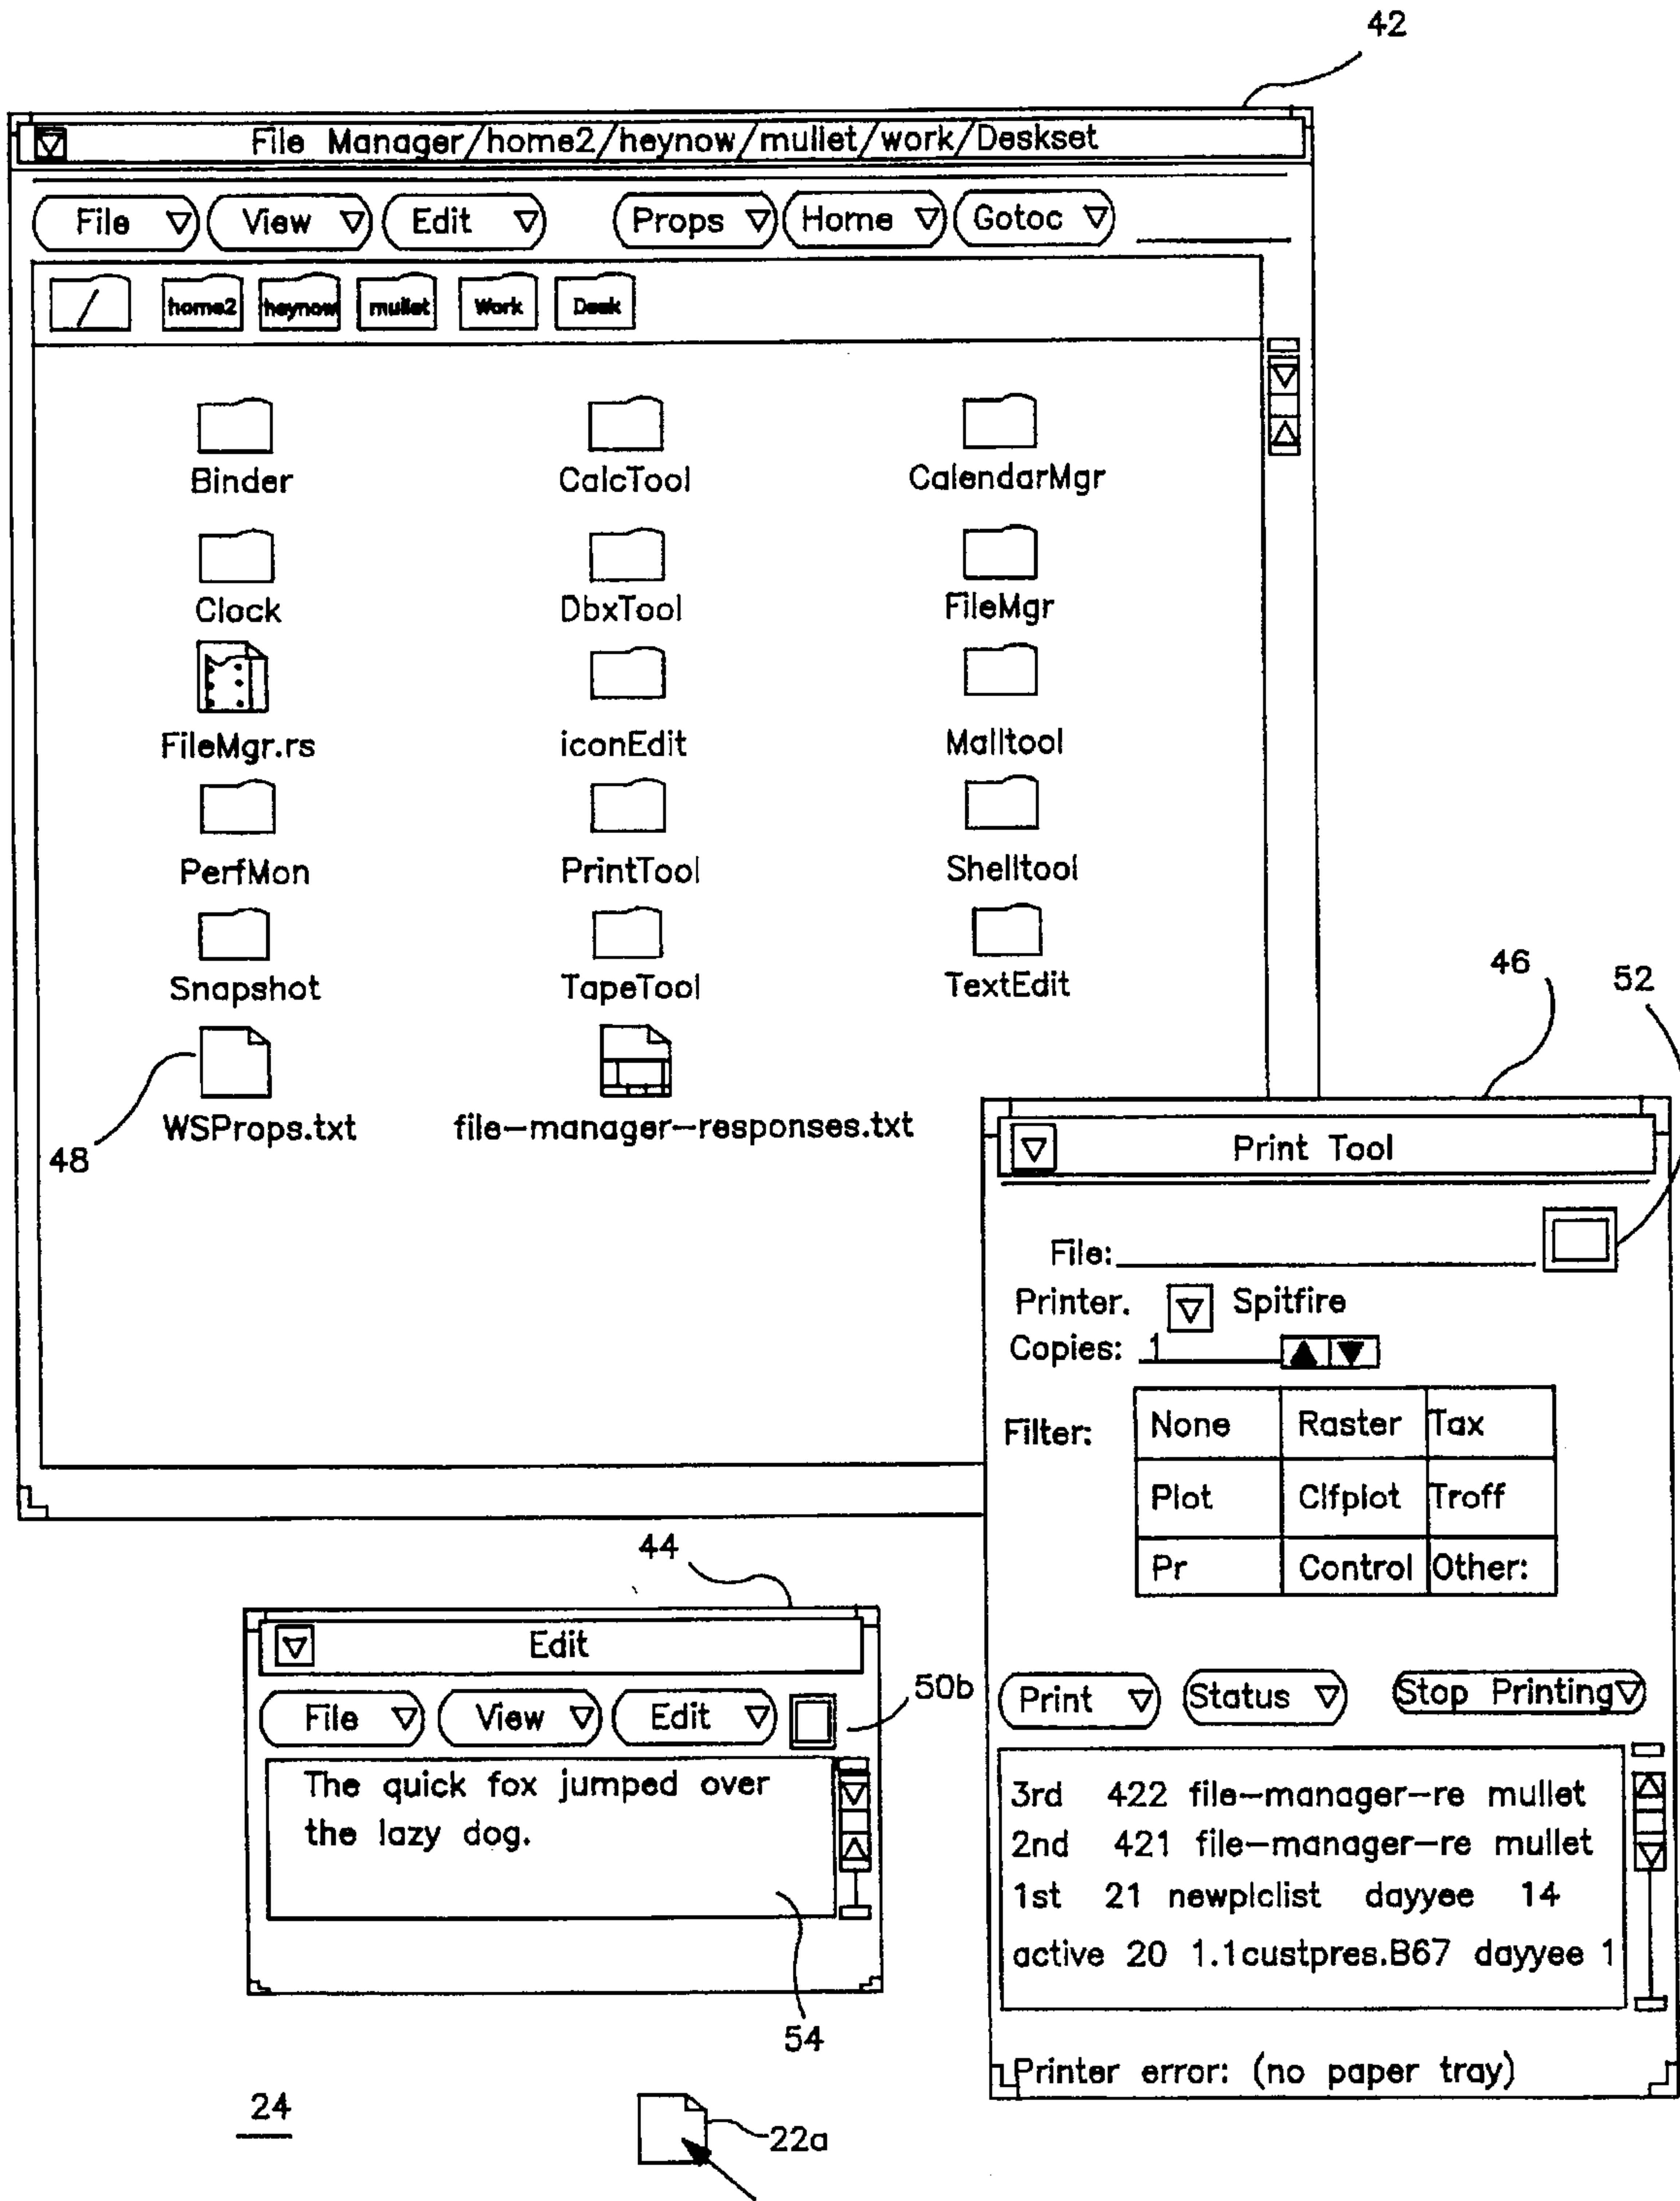 42
File Manager/home2/heynow/mullet/work/Deskset
File View Edit Props Home Gotoc
/ home2 heynow mullet Work Desk
Binder CalcTool CalendarMgr
Clock DbxTool FileMgr
FileMgr.rs iconEdit Malltool
PerfMon PrintTool Shelltool
Snapshot TapeTool TextEdit
WSProps.txt file-manager-responses.txt
48
46
52
Print Tool
File:
Printer. Spitfire
Copies: 1
Filter:
None Raster Tax
Plot Clfplot Troff
Pr Control Other:
Print Status Stop Printing
3rd 422 file-manager-re mullet
2nd 421 file-manager-re mullet
1st 21 newplclist dayyee 14
active 20 1.1custpres.B67 dayyee 1
Printer error: (no paper tray)
44
Edit
File View Edit
50b
The quick fox jumped over
the lazy dog.
54
24
22a